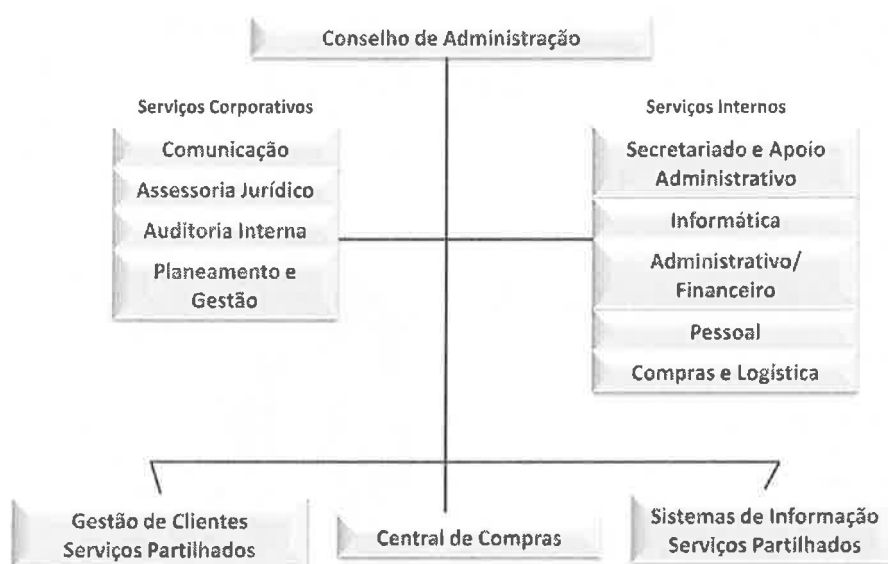 Conselho de Administração
Serviços Corporativos
Comunicação
Assessoria Jurídico
Auditoria Interna
Planeamento e
Gestão
Serviços Internos
Secretariado e Apoio
Administrativo
Informática
Administrativo/
Financeiro
Pessoal
Compras e Logística
Gestão de Clientes
Serviços Partilhados
Central de Compras
Sistemas de Informação
Serviços Partilhados